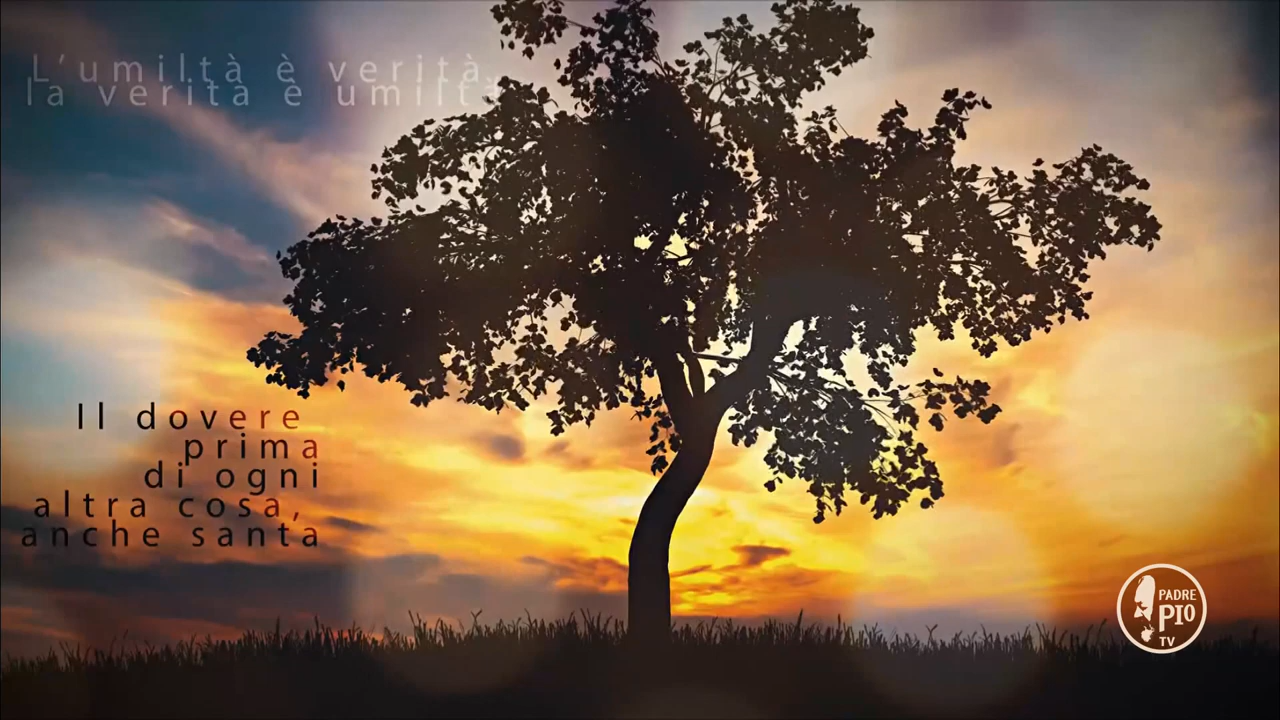 L'umiltà è verità,
la verità è umiltà
Il dovere
prima
di ogni
altra cosa,
anche santa
PADRE
PIO
TV